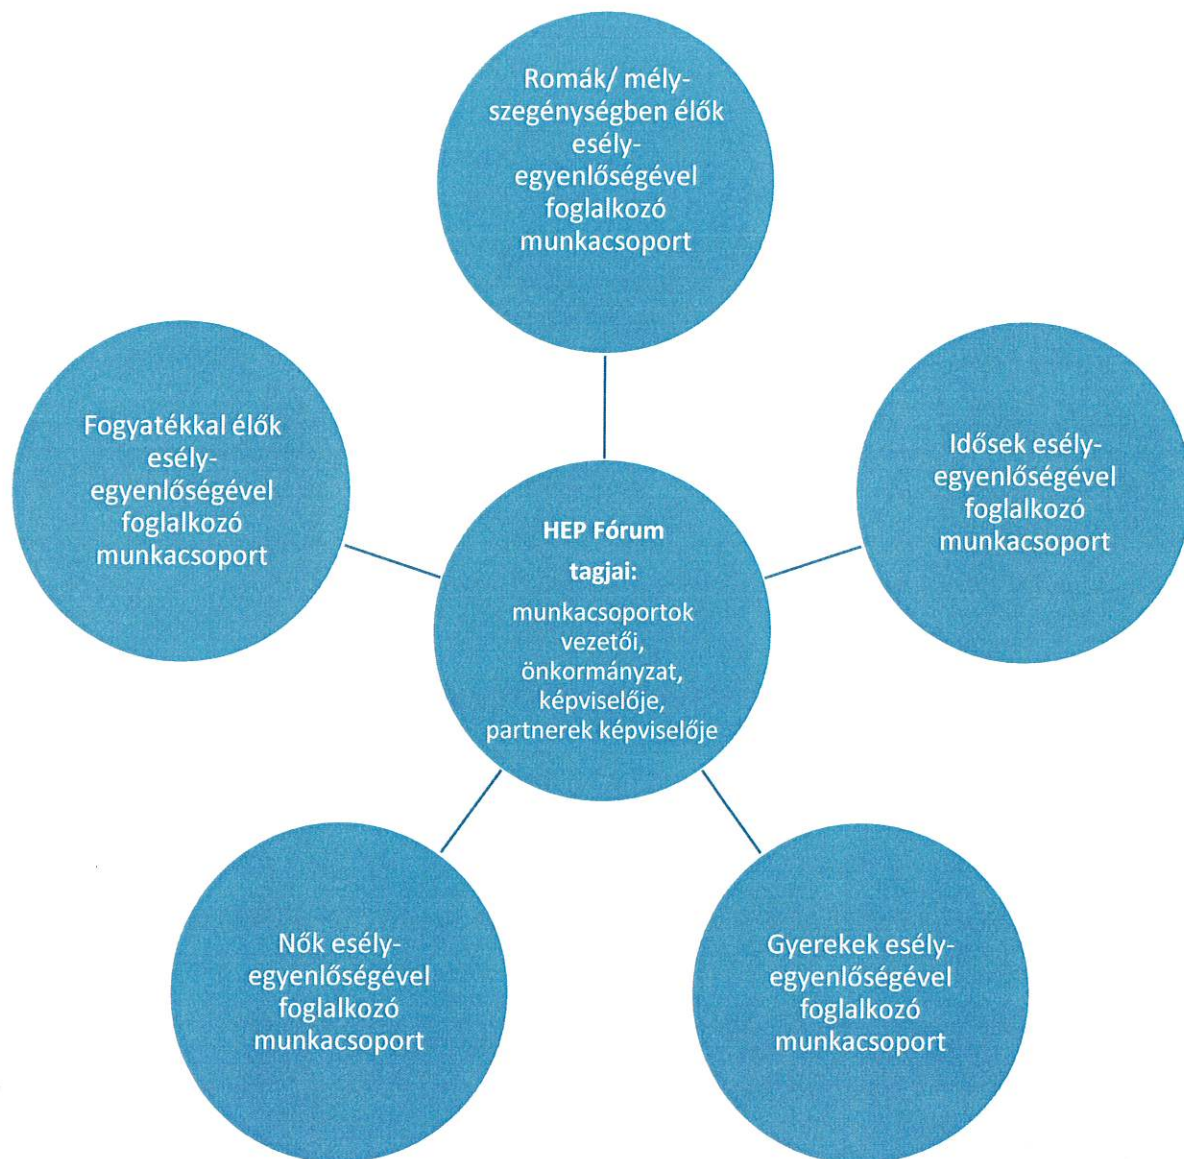 Romák/ mély-
szegénységben élők
esély-
egyenlőségével
foglalkozó
munkacsoport
Fogyatékkal élők
esély-
egyenlőségével
foglalkozó
munkacsoport
Idősek esély-
egyenlőségével
foglalkozó
munkacsoport
HEP Fórum
tagjai:
munkacsoportok
vezetői,
önkormányzat,
képviselője,
partnerek képviselője
Nők esély-
egyenlőségével
foglalkozó
munkacsoport
Gyerekek esély-
egyenlőségével
foglalkozó
munkacsoport